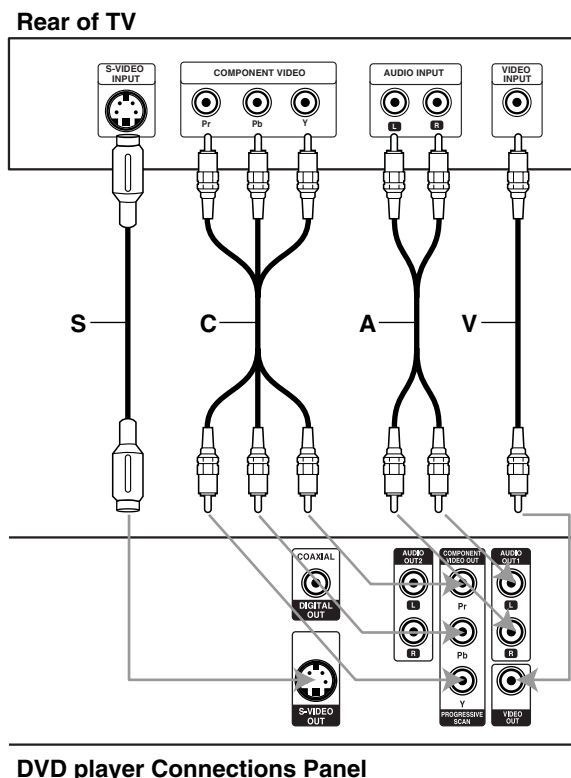 Rear of TV
S-VIDEO
INPUT
COMPONENT VIDEO
AUDIO INPUT
VIDEO
INPUT
Pr Pb Y
L R
S C A V
COAXIAL
DIGITAL
OUT
AUDIO
OUT2
L
R
COMPONENT
VIDEO OUT
Pr
Pb
Y
PROGRESSIVE
SCAN
AUDIO
OUT1
L
R
S-VIDEO
OUT
VIDEO
OUT
DVD player Connections Panel